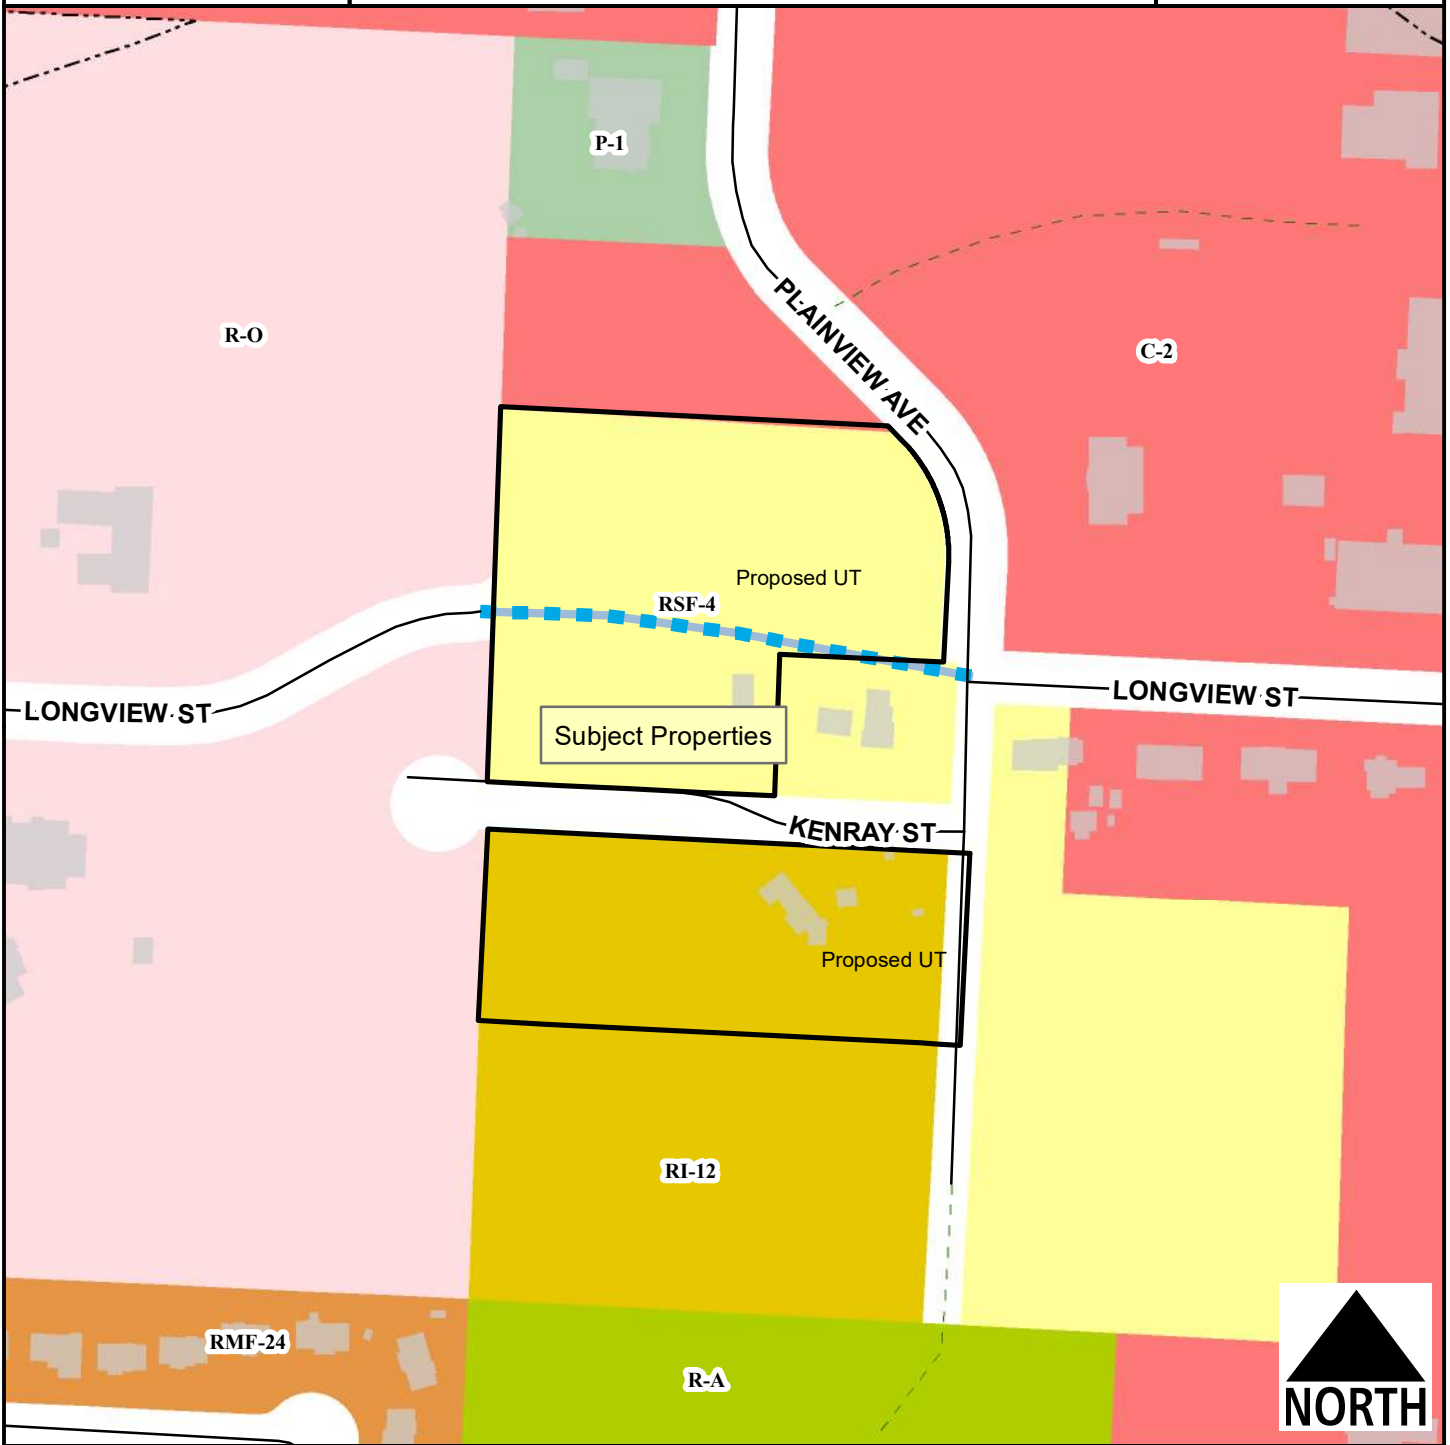 P-1
PLAINVIEW AVE
R-O
C-2
Proposed UT
RSF-4
LONGVIEW ST
LONGVIEW ST
Subject Properties
KENRAY ST
Proposed UT
RI-12
RMF-24
R-A
NORTH